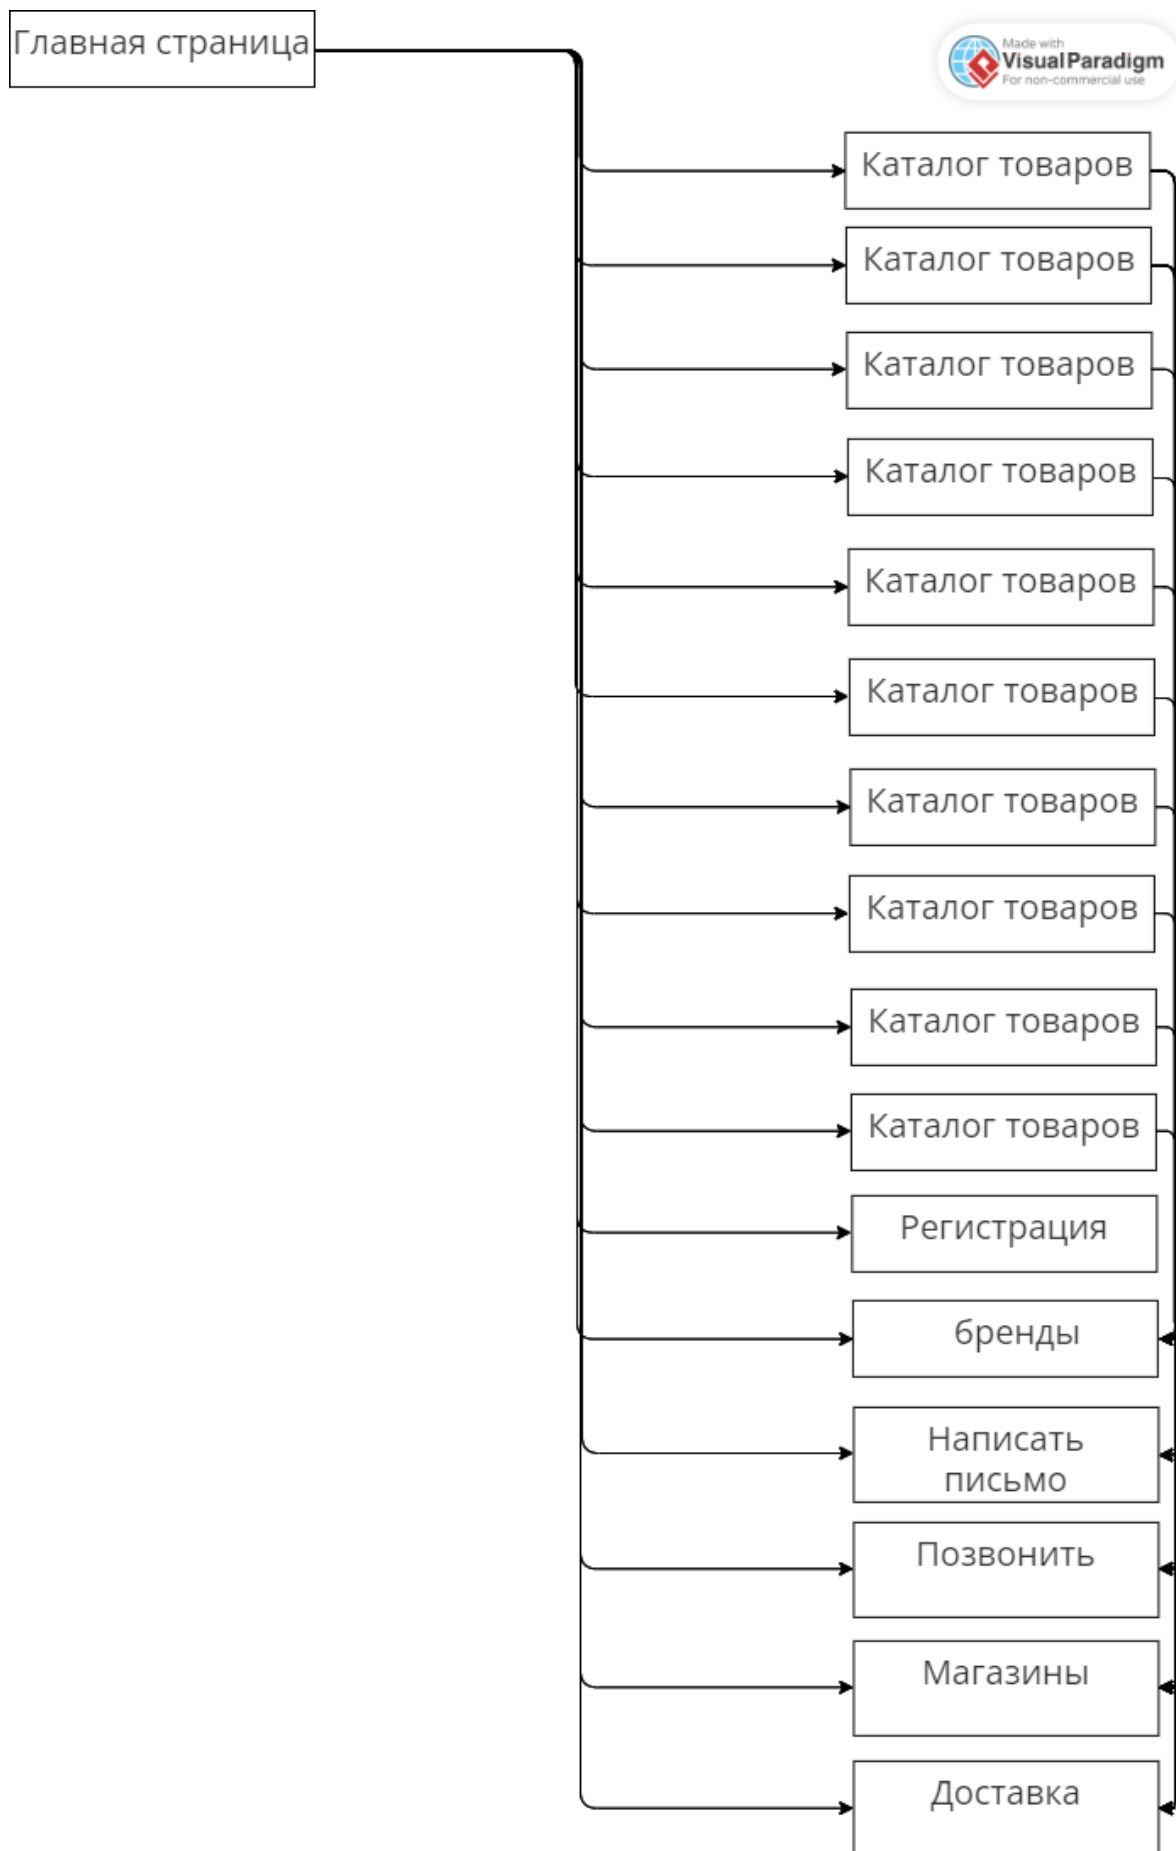 Главная страница
Made with
Visual Paradigm
For non-commercial use
Каталог товаров
Каталог товаров
Каталог товаров
Каталог товаров
Каталог товаров
Каталог товаров
Каталог товаров
Каталог товаров
Каталог товаров
Каталог товаров
Регистрация
бренды
Написать
письмо
Позвонить
Магазины
Доставка